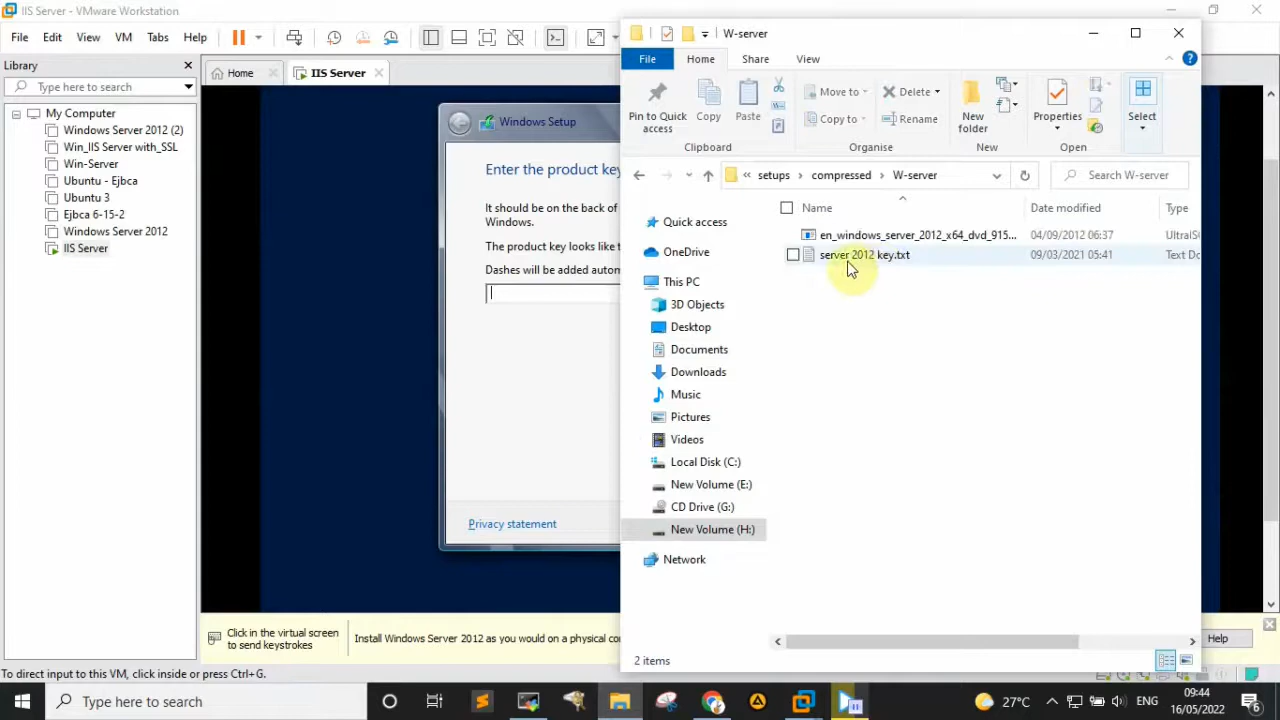 IIS Server - VMware Workstation
File Edit View VM Tabs Help
Library
Type here to search
My Computer
Windows Server 2012 (2)
Win_IIS Server with_SSL
Win-Server
Ubuntu - Ejbca
Ubuntu 3
Ejbca 6-15-2
Windows Server 2012
IIS Server
Home
IIS Server
Windows Setup
Enter the product key
It should be on the back of
Windows.
The product key looks like
Dashes will be added autom
Privacy statement
W-server
File Home Share View
Pin to Quick
access
Copy
Paste
Clipboard
Move to
Copy to
Delete
Rename
Organise
New
folder
New
Properties
Open
Select
setups > compressed > W-server
Search W-server
Name Date modified Type
en_windows_server_2012_x64_dvd_915... 04/09/2012 06:37 UltraIS
server 2012 key.txt 09/03/2021 05:41 Text Do
Quick access
OneDrive
This PC
3D Objects
Desktop
Documents
Downloads
Music
Pictures
Videos
Local Disk (C:)
New Volume (E:)
CD Drive (G:)
New Volume (H:)
Network
2 items
Click in the virtual screen
to send keystrokes
Install Windows Server 2012 as you would on a physical co
Help
To direct input to this VM, click inside or press Ctrl+G.
Type here to search
27°C
ENG
09:44
16/05/2022
6